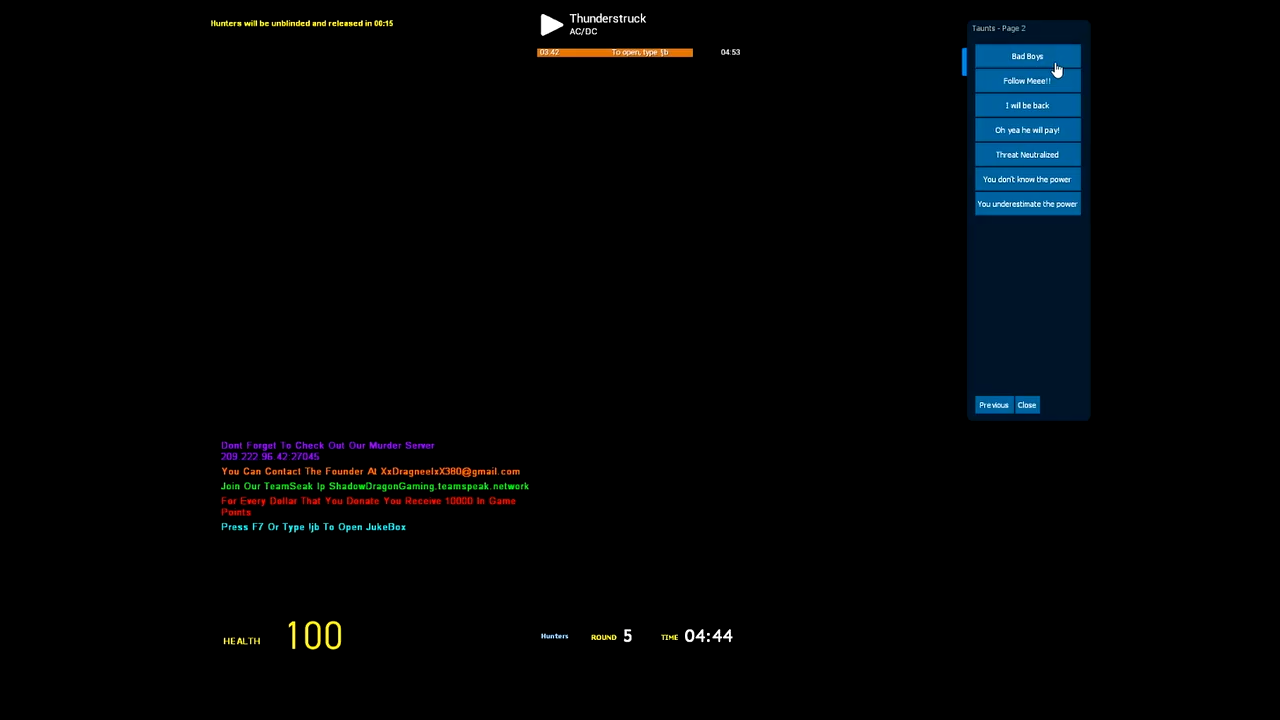 Hunters will be unblinded and released in 00:15
Thunderstruck
AC/DC
03:42 To open, type !jb 04:53
Taunts - Page 2
Bad Boys
Follow Meee!!
I will be back
Oh yea he will pay!
Threat Neutralized
You don't know the power
You underestimate the power
Previous Close
Dont Forget To Check Out Our Murder Server
209.222.96.42:27045
You Can Contact The Founder At XxDragneelxX380@gmail.com
Join Our TeamSeak Ip ShadowDragonGaming.teamspeak.network
For Every Dollar That You Donate You Receive 10000 In Game
Points
Press F7 Or Type !jb To Open JukeBox
HEALTH 100
Hunters ROUND 5 TIME 04:44